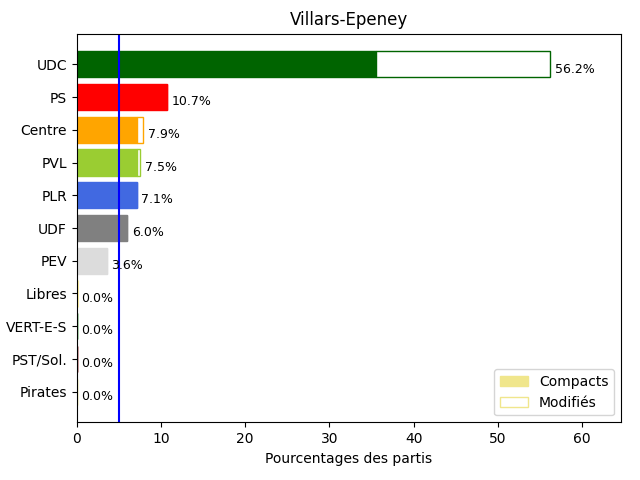 Villars-Epeney
UDC 56.2%
PS 10.7%
Centre 7.9%
PVL 7.5%
PLR 7.1%
UDF 6.0%
PEV 3.6%
Libres 0.0%
VERT-E-S 0.0%
PST/Sol. 0.0%
Pirates 0.0%
Compacts
Modifiés
0 10 20 30 40 50 60
Pourcentages des partis